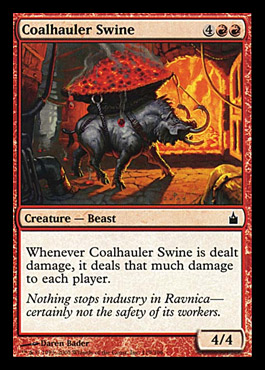 Coalhauler Swine 4
Creature — Beast
Whenever Coalhauler Swine is dealt
damage, it deals that much damage
to each player.
Nothing stops industry in Ravnica—
certainly not the safety of its workers.
Daren Bader
4/4